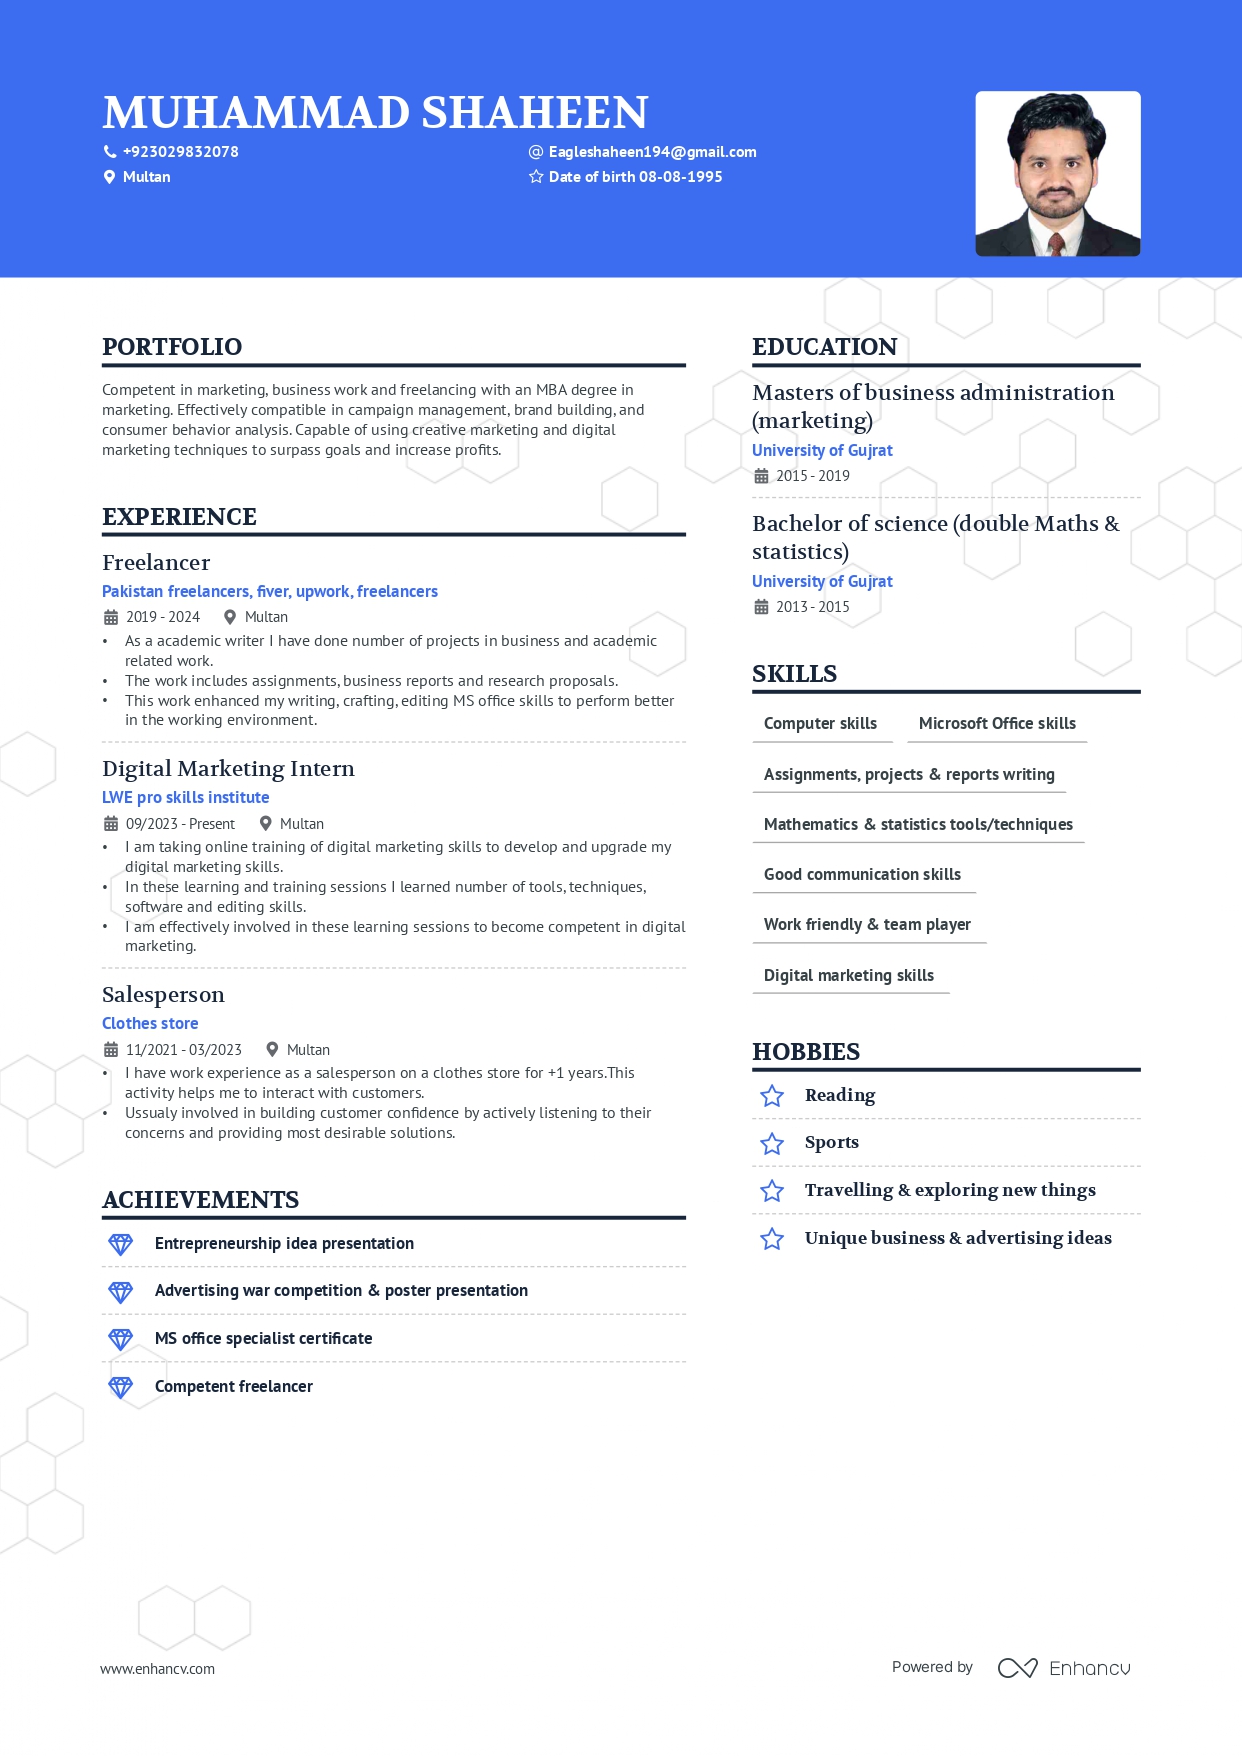 MUHAMMAD SHAHEEN
+923029832078
@ Eagleshaheen194@gmail.com
Multan
Date of birth 08-08-1995
PORTFOLIO
Competent in marketing, business work and freelancing with an MBA degree in
marketing. Effectively compatible in campaign management, brand building, and
consumer behavior analysis. Capable of using creative marketing and digital
marketing techniques to surpass goals and increase profits.
EXPERIENCE
Freelancer
Pakistan freelancers, fiver, upwork, freelancers
2019 - 2024 Multan
• As a academic writer I have done number of projects in business and academic
related work.
• The work includes assignments, business reports and research proposals.
• This work enhanced my writing, crafting, editing MS office skills to perform better
in the working environment.
Digital Marketing Intern
LWE pro skills institute
09/2023 - Present Multan
• I am taking online training of digital marketing skills to develop and upgrade my
digital marketing skills.
• In these learning and training sessions I learned number of tools, techniques,
software and editing skills.
• I am effectively involved in these learning sessions to become competent in digital
marketing.
Salesperson
Clothes store
11/2021 - 03/2023 Multan
• I have work experience as a salesperson on a clothes store for +1 years.This
activity helps me to interact with customers.
• Ussualy involved in building customer confidence by actively listening to their
concerns and providing most desirable solutions.
ACHIEVEMENTS
Entrepreneurship idea presentation
Advertising war competition & poster presentation
MS office specialist certificate
Competent freelancer
EDUCATION
Masters of business administration
(marketing)
University of Gujrat
2015 - 2019
Bachelor of science (double Maths &
statistics)
University of Gujrat
2013 - 2015
SKILLS
Computer skills Microsoft Office skills
Assignments, projects & reports writing
Mathematics & statistics tools/techniques
Good communication skills
Work friendly & team player
Digital marketing skills
HOBBIES
Reading
Sports
Travelling & exploring new things
Unique business & advertising ideas
www.enhancv.com
Powered by Enhancv